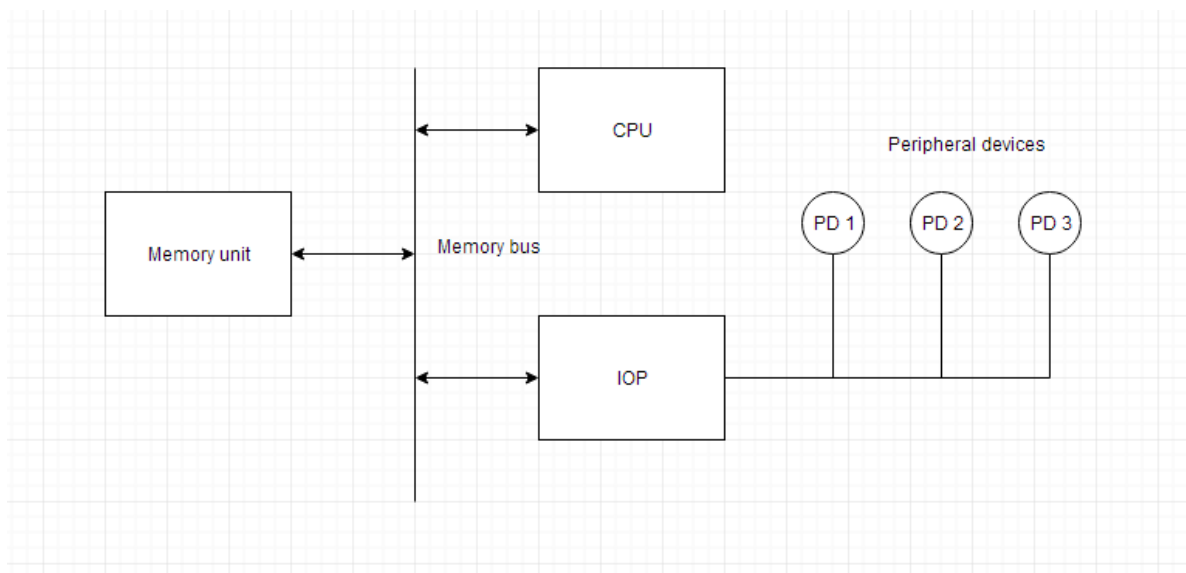 CPU
Peripheral devices
PD 1
PD 2
PD 3
Memory unit
Memory bus
IOP